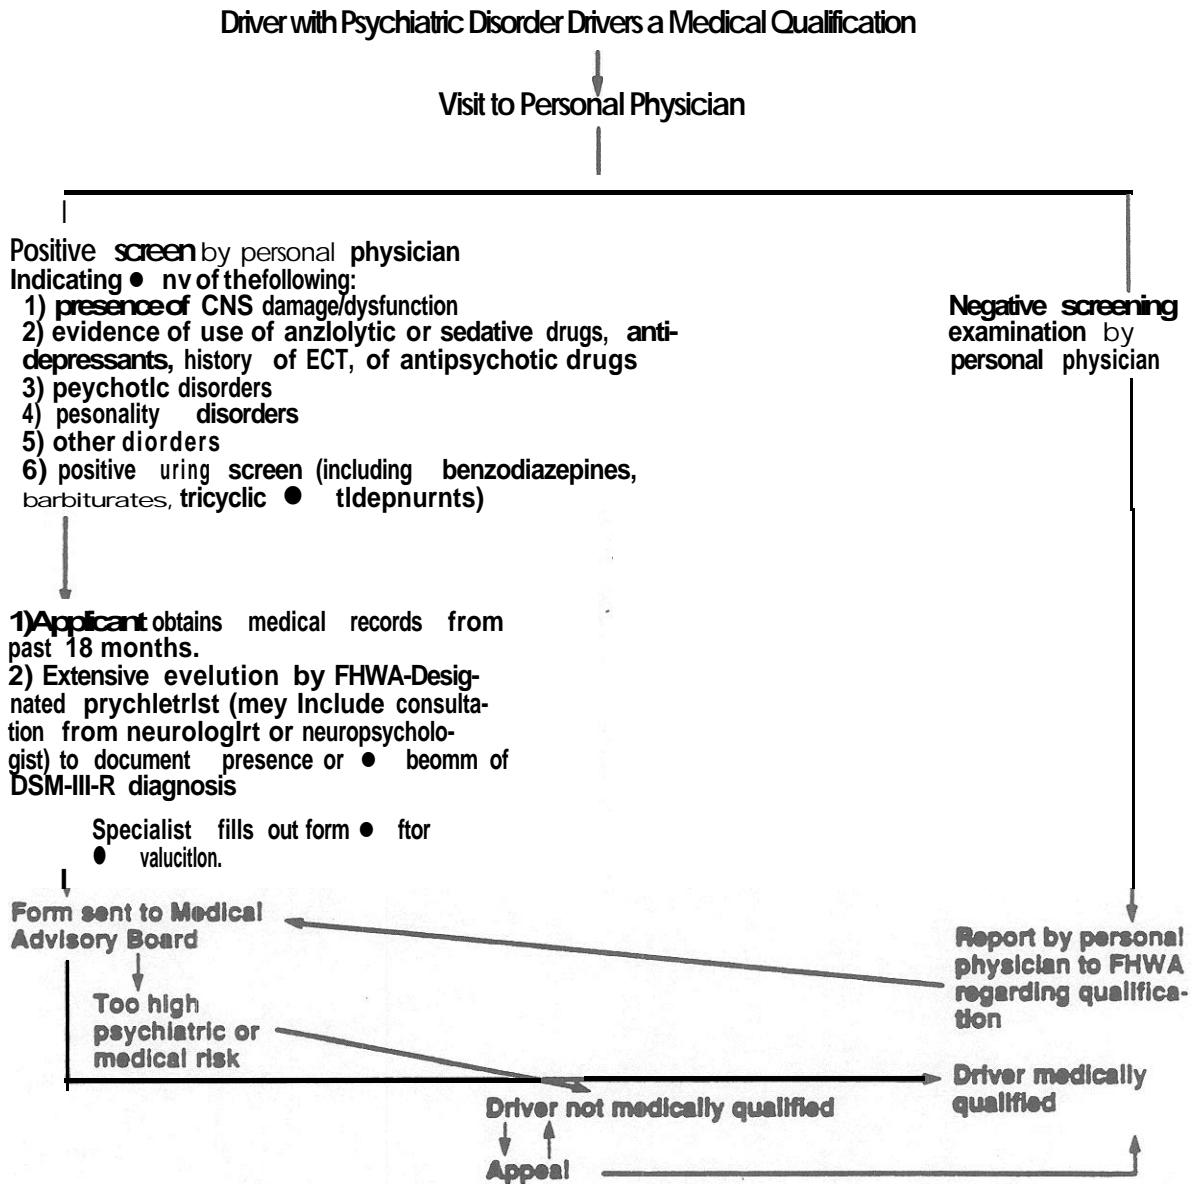 Driver with Psychiatric Disorder Drivers a Medical Qualification
Visit to Personal Physician
Positive screen by personal physician
Indicating ● nv of thefollowing:
1) presence of CNS damage/dysfunction
2) evidence of use of anzlolytic or sedative drugs, anti-
depressants, history of ECT, of antipsychotic drugs
3) peychotlc disorders
4) pesonality disorders
5) other diorders
6) positive uring screen (including benzodiazepines,
barbiturates, tricyclic ● tldepnurnts)
Negative screening
examination by
personal physician
1)Applicant obtains medical records from
past 18 months.
2) Extensive evelution by FHWA-Desig-
nated prychletrlst (mey Include consulta-
tion from neurologlrt or neuropsycholo-
gist) to document presence or ● beomm of
DSM-III-R diagnosis
Specialist fills out form ● ftor
● valucitlon.
Form sent to Medical
Advisory Board
Report by personal
physician to FHWA
regarding qualifica-
tion
Too high
psychiatric or
medical risk
Driver medically
qualified
Driver not medically qualified
Appeal